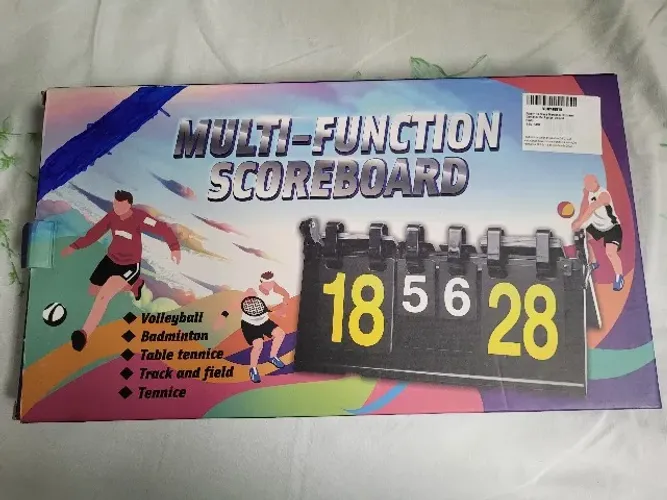 MULTI-FUNCTION
SCOREBOARD
18 5 6 28
Volleyball
Badminton
Table tennice
Track and field
Tennice